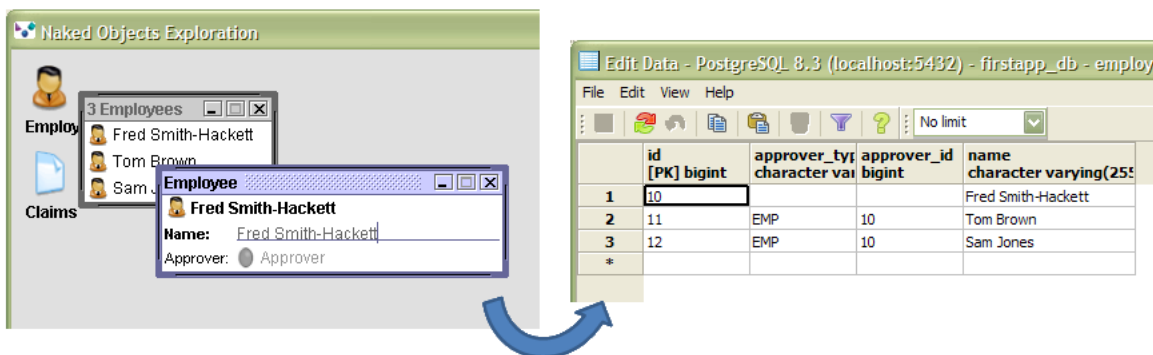 Naked Objects Exploration
Employ
3 Employees
Fred Smith-Hackett
Tom Brown
Sam J
Claims
Employee
Fred Smith-Hackett
Name: Fred Smith-Hackett
Approver: Approver
Edit Data - PostgreSQL 8.3 (localhost:5432) - firstapp_db - employ
File Edit View Help
No limit
id approver_typ approver_id name
[PK] bigint character var bigint character varying(255
1 10 Fred Smith-Hackett
2 11 EMP 10 Tom Brown
3 12 EMP 10 Sam Jones
*